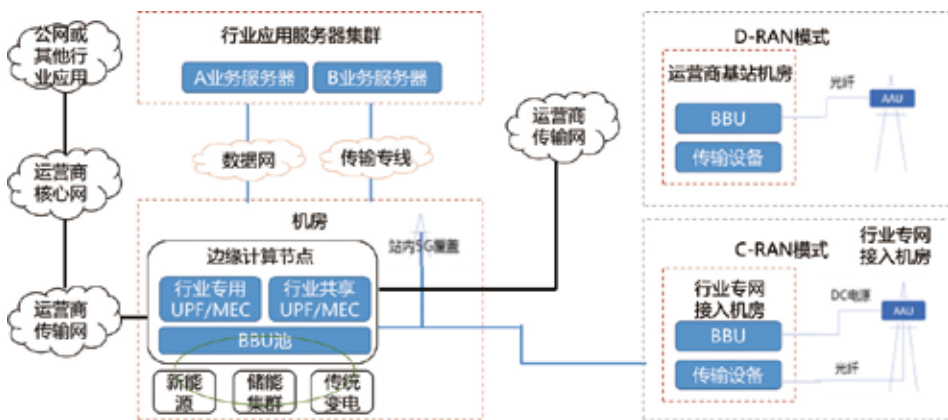 公网或
其他行
业应用
运营商
核心网
运营商
传输网
行业应用服务器集群
A业务服务器
B业务服务器
数据网
传输专线
运营商
传输网
机房
站内5G覆盖
边缘计算节点
行业专用
UPF/MEC
行业共享
UPF/MEC
BBU池
新能
源
储能
集群
传统
变电
D-RAN模式
运营商基站机房
BBU
传输设备
光纤
AAU
C-RAN模式
行业专网
接入机房
行业专网
接入机房
BBU
传输设备
DC电源
光纤
AAU